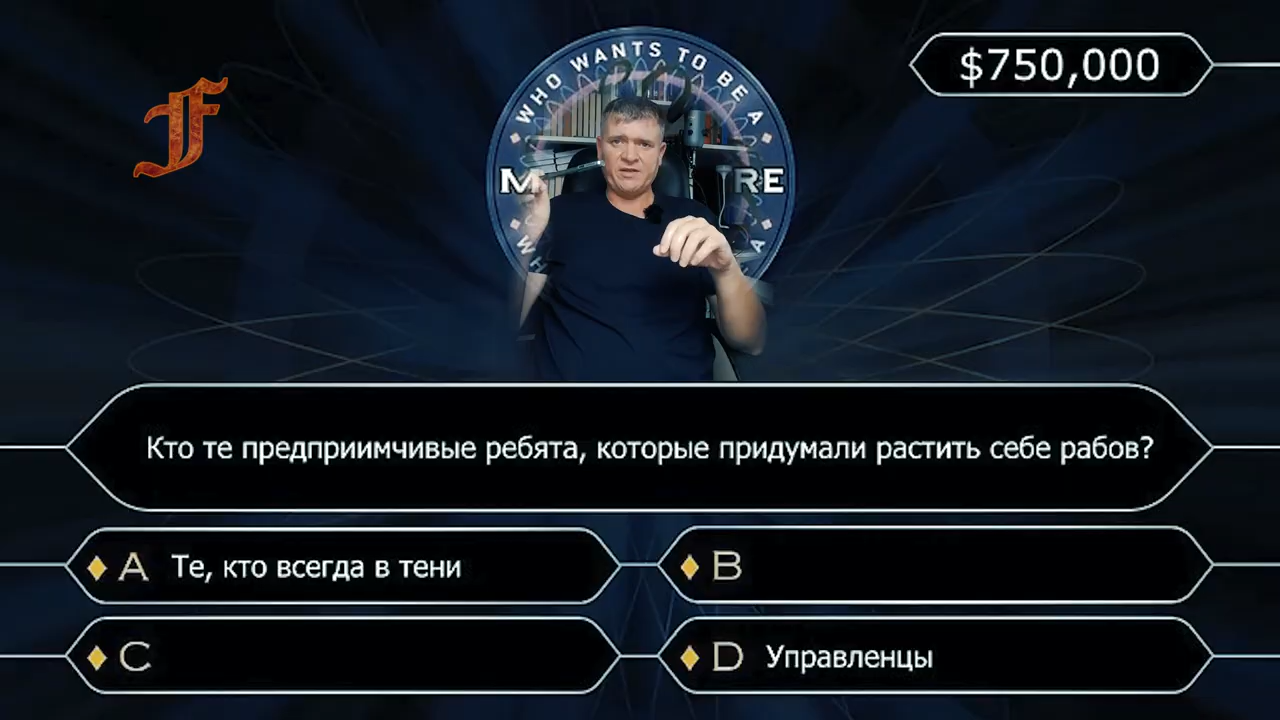 $750,000
WHO WANTS TO BE A
Кто те предприимчивые ребята, которые придумали растить себе рабов?
A Те, кто всегда в тени
B
C
D Управленцы